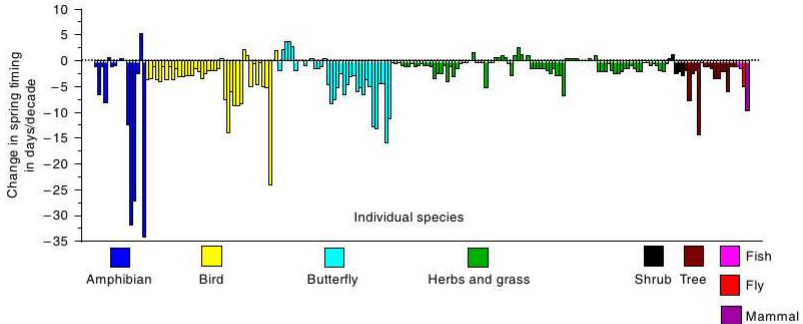 Change in spring timing
in days/decade
10
5
0
−5
−10
−15
−20
−25
−30
−35
Individual species
Amphibian
Bird
Butterfly
Herbs and grass
Shrub
Tree
Fish
Fly
Mammal